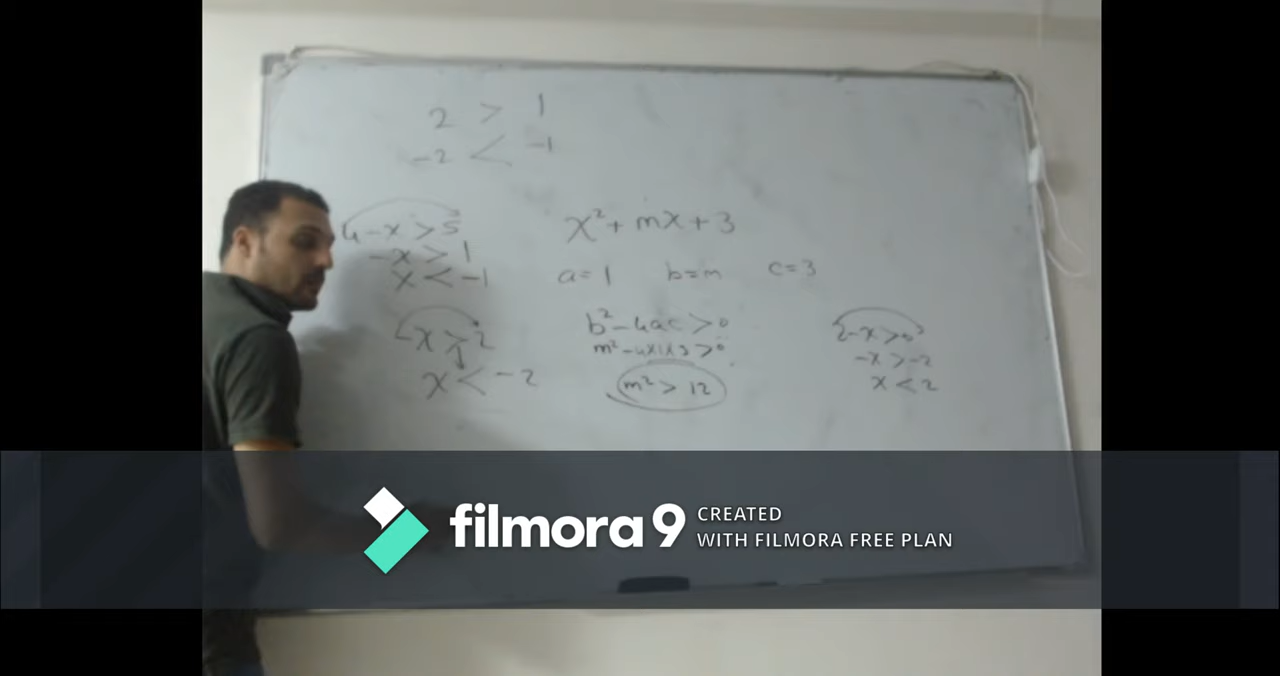 2 > 1
-2 < -1
4-x > 5
-x > 1
x < -1
x² + mx + 3
a=1 b=m c=3
-x > 2
x < -2
b²-4ac > 0
m²-4×1×3 > 0
m² > 12
2-x > 0
-x > -2
x < 2
filmora 9
CREATED
WITH FILMORA FREE PLAN